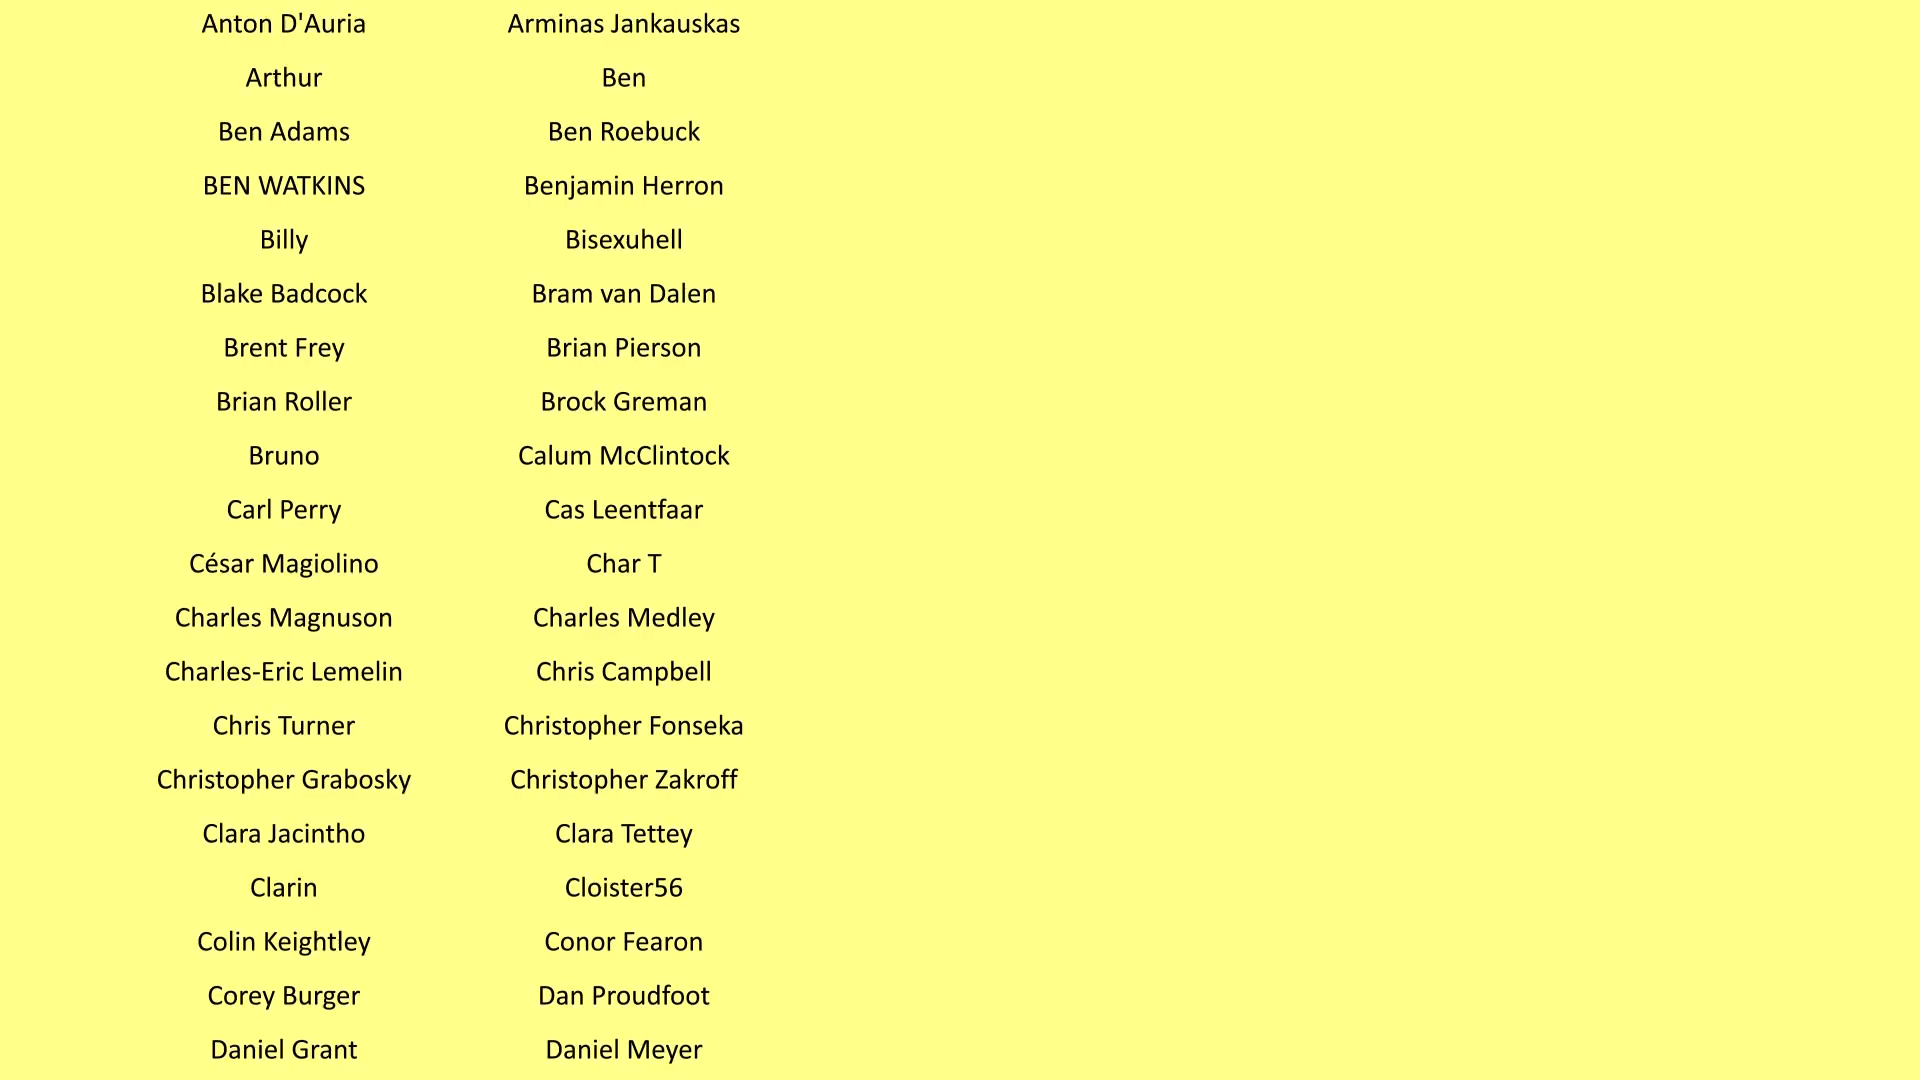 Anton D'Auria Arminas Jankauskas
Arthur Ben
Ben Adams Ben Roebuck
BEN WATKINS Benjamin Herron
Billy Bisexuhell
Blake Badcock Bram van Dalen
Brent Frey Brian Pierson
Brian Roller Brock Greman
Bruno Calum McClintock
Carl Perry Cas Leentfaar
César Magiolino Char T
Charles Magnuson Charles Medley
Charles-Eric Lemelin Chris Campbell
Chris Turner Christopher Fonseka
Christopher Grabosky Christopher Zakroff
Clara Jacintho Clara Tettey
Clarin Cloister56
Colin Keightley Conor Fearon
Corey Burger Dan Proudfoot
Daniel Grant Daniel Meyer